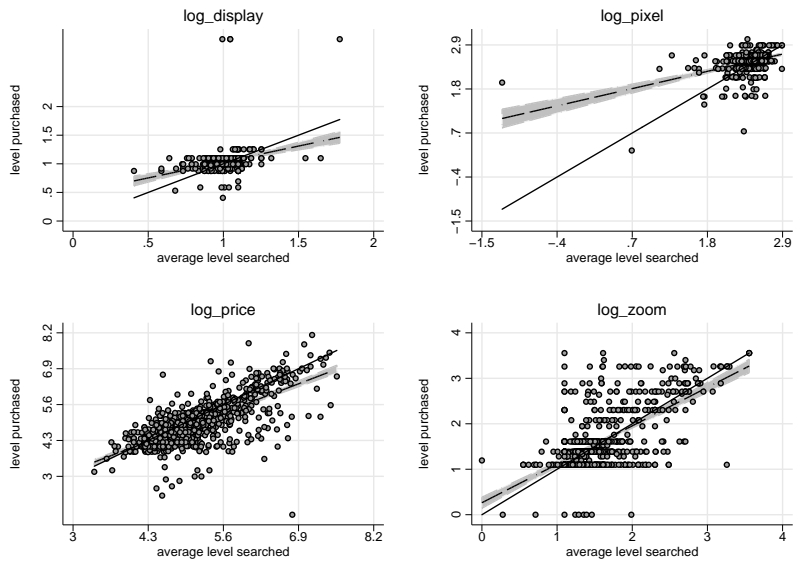 log_display
level purchased
2
1.5
1
.5
0
0 .5 1 1.5 2
average level searched
log_pixel
level purchased
2.9
1.8
.7
−.4
−1.5
−1.5 −.4 .7 1.8 2.9
average level searched
log_price
level purchased
8.2
6.9
5.6
4.3
3
3 4.3 5.6 6.9 8.2
average level searched
log_zoom
level purchased
4
3
2
1
0
0 1 2 3 4
average level searched